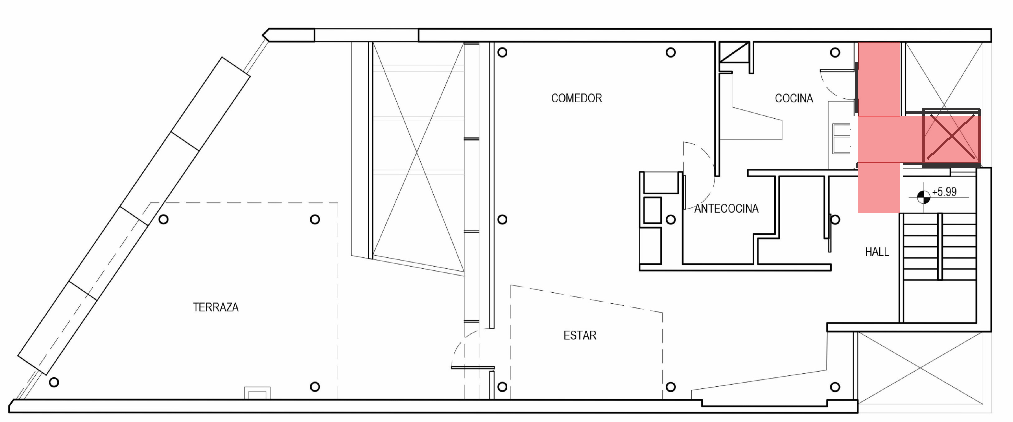 COMEDOR
COCINA
+5.99
ANTECOCINA
HALL
TERRAZA
ESTAR